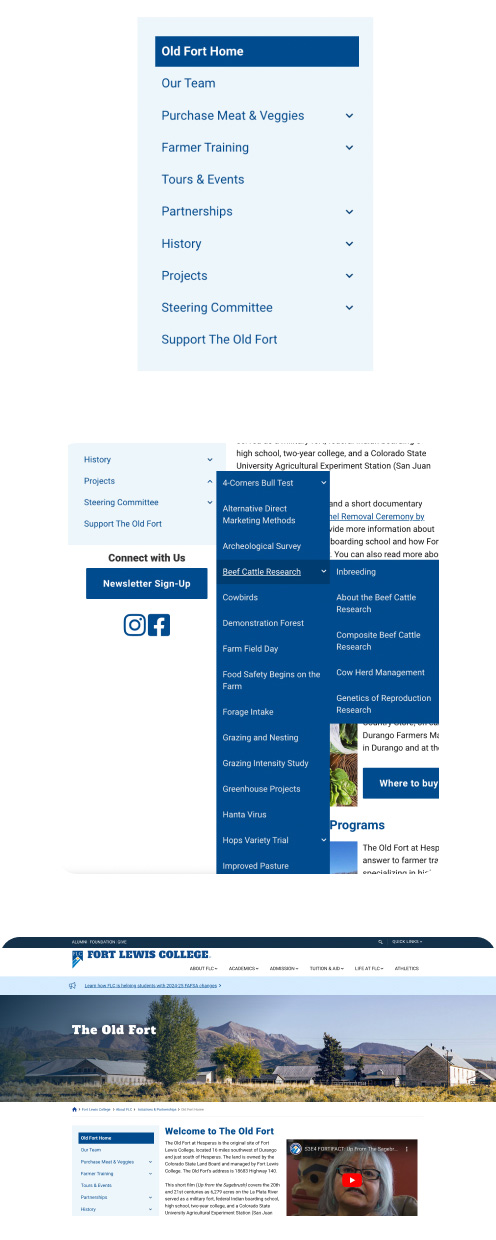 Old Fort Home
Our Team
Purchase Meat & Veggies
Farmer Training
Tours & Events
Partnerships
History
Projects
Steering Committee
Support The Old Fort
high school, two-year college, and a Colorado State
University Agricultural Experiment Station (San Juan
History
Projects
Steering Committee
Support The Old Fort
Connect with Us
Newsletter Sign-Up
4-Corners Bull Test
Alternative Direct
Marketing Methods
Archeological Survey
Beef Cattle Research
Cowbirds
Demonstration Forest
Farm Field Day
Food Safety Begins on the
Farm
Forage Intake
Grazing and Nesting
Grazing Intensity Study
Greenhouse Projects
Hanta Virus
Hops Variety Trial
Improved Pasture
and a short documentary
nel Removal Ceremony by
vide more information about
boarding school and how For
. You can also read more abo
Inbreeding
About the Beef Cattle
Research
Composite Beef Cattle
Research
Cow Herd Management
Genetics of Reproduction
Research
Durango Farmers Ma
in Durango and at the
Where to buy
Programs
The Old Fort at Hesp
answer to farmer tra
ALUMNI FOUNDATION GIVE
QUICK LINKS
FORT LEWIS COLLEGE
ABOUT FLC ACADEMICS ADMISSION TUITION & AID LIFE AT FLC ATHLETICS
Learn how FLC is helping students with 2024-25 FAFSA changes >
The Old Fort
> Fort Lewis College > About FLC > Initiatives & Partnerships > Old Fort Home
Old Fort Home
Our Team
Purchase Meat & Veggies
Farmer Training
Tours & Events
Partnerships
History
Welcome to The Old Fort
The Old Fort at Hesperus is the original site of Fort
Lewis College, located 16 miles southwest of Durango
and just south of Hesperus. The land is owned by the
Colorado State Land Board and managed by Fort Lewis
College. The Old Fort's address is 18683 Highway 140.
This short film (Up from the Sagebrush) covers the 20th
and 21st centuries as 6,279 acres on the La Plata River
served as a military fort, federal Indian boarding school,
high school, two-year college, and a Colorado State
University Agricultural Experiment Station (San Juan
S3E4 FORTIFACT: Up From The Sagebr...